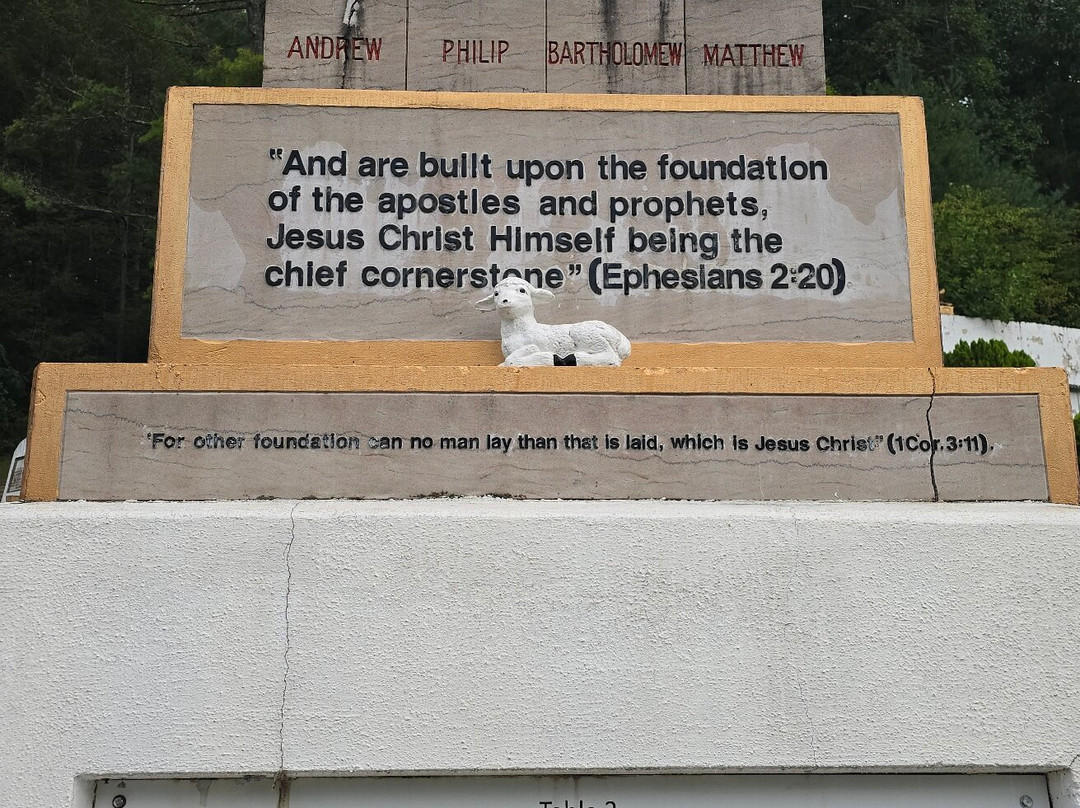 ANDREW PHILIP BARTHOLOMEW MATTHEW
"And are built upon the foundation
of the apostles and prophets,
Jesus Christ Himself being the
chief cornerstone" (Ephesians 2:20)
"For other foundation can no man lay than that is laid, which is Jesus Christ" (1Cor.3:11).
Table 2